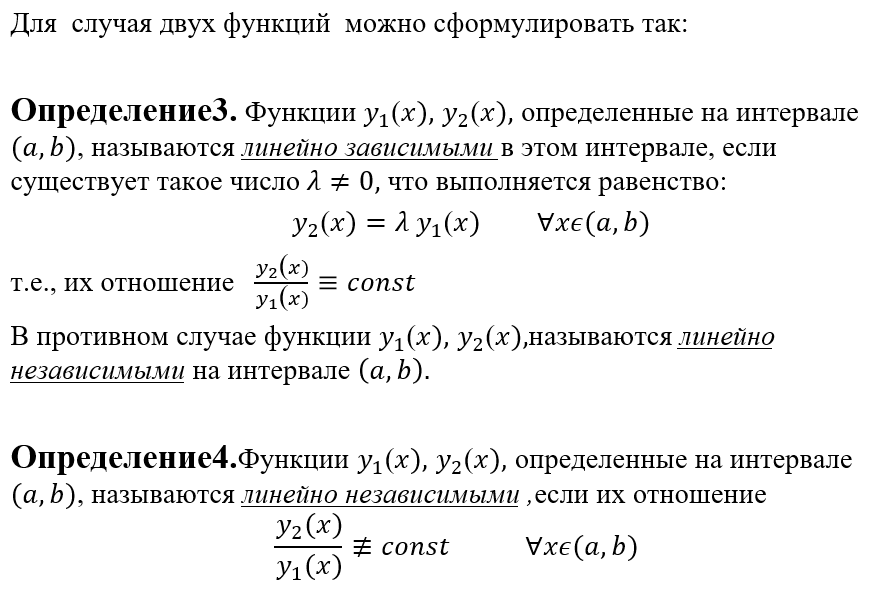 Для случая двух функций можно сформулировать так:
Определение3. Функции y₁(x), y₂(x), определенные на интервале
(a, b), называются линейно зависимыми в этом интервале, если
существует такое число λ ≠ 0, что выполняется равенство:
y₂(x) = λ y₁(x) ∀xϵ(a, b)
т.е., их отношение y₂(x)/y₁(x) ≡ const
В противном случае функции y₁(x), y₂(x),называются линейно
независимыми на интервале (a, b).
Определение4.Функции y₁(x), y₂(x), определенные на интервале
(a, b), называются линейно независимыми ,если их отношение
y₂(x)/y₁(x) ≢ const ∀xϵ(a, b)